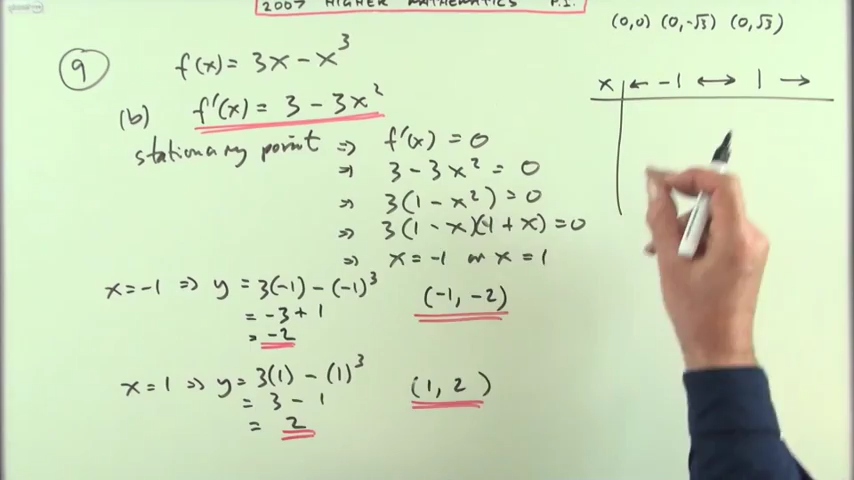 2007 HIGHER MATHEMATICS P.I.
(0,0) (0,-√3) (0,√3)
9 f(x) = 3x - x³
(b) f'(x) = 3 - 3x²
stationary point ⇒ f'(x) = 0
⇒ 3 - 3x² = 0
⇒ 3(1 - x²) = 0
⇒ 3(1 - x)(1 + x) = 0
⇒ x = -1 or x = 1
x = -1 ⇒ y = 3(-1) - (-1)³ (-1, -2)
= -3 + 1
= -2
x = 1 ⇒ y = 3(1) - (1)³ (1, 2)
= 3 - 1
= 2
x ← -1 ↔ 1 →